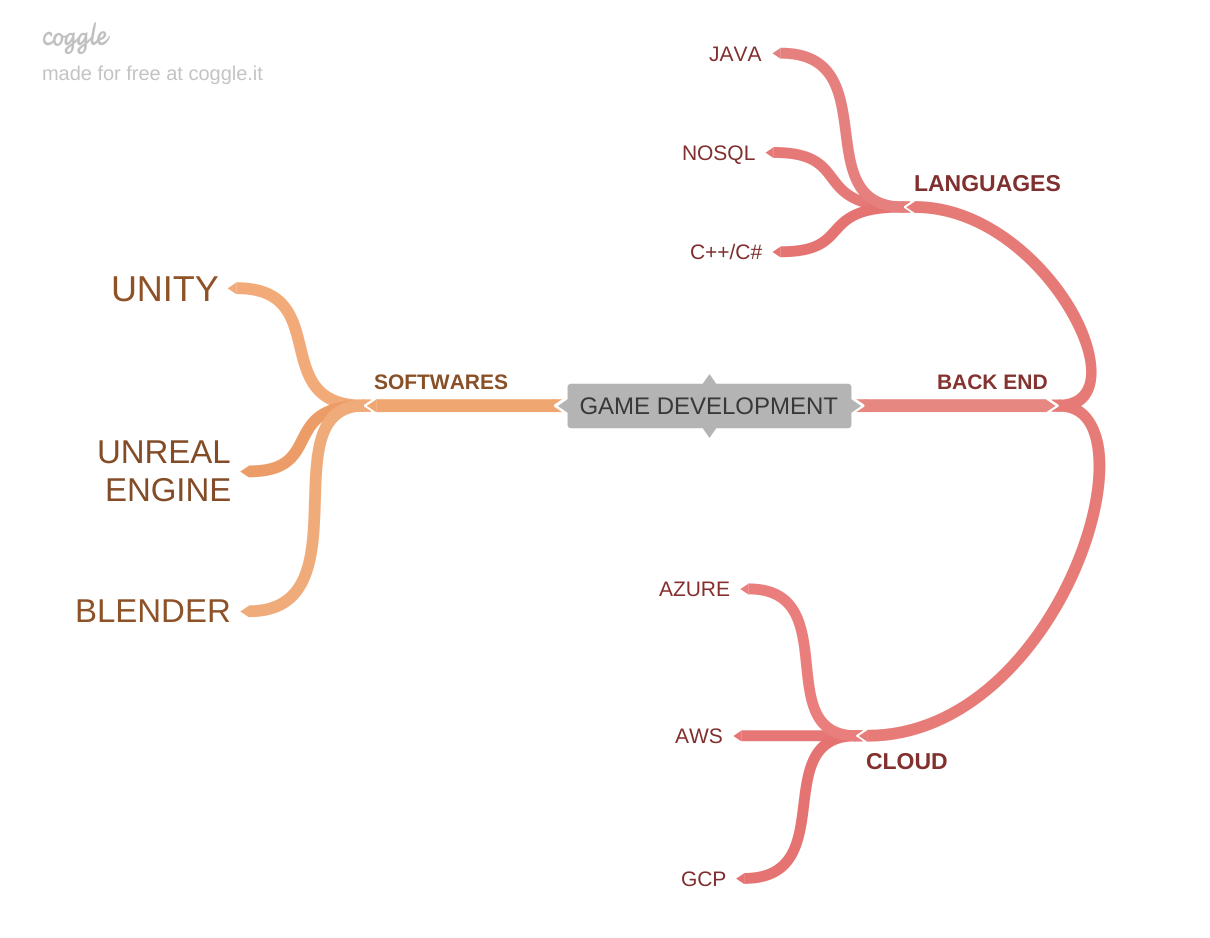 coggle
made for free at coggle.it
JAVA
NOSQL
LANGUAGES
C++/C#
UNITY
SOFTWARES
GAME DEVELOPMENT
BACK END
UNREAL
ENGINE
BLENDER
AZURE
AWS
CLOUD
GCP